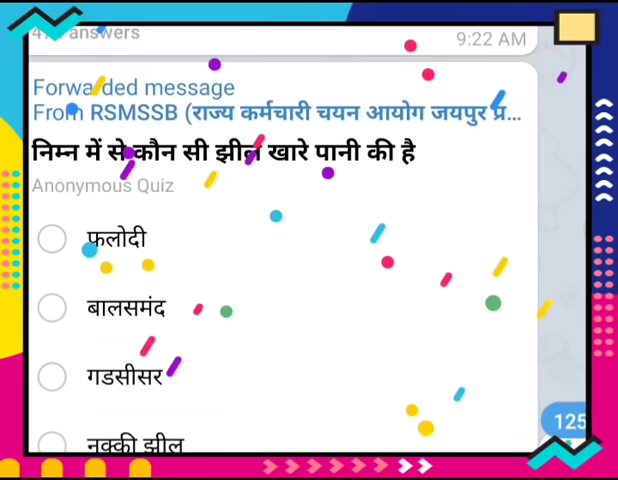 answers
9:22 AM
Forwarded message
From RSMSSB (राज्य कर्मचारी चयन आयोग जयपुर प्र...
निम्न में से कौन सी झील खारे पानी की है
Anonymous Quiz
फलोदी
बालसमंद
गडसीसर
नक्की झील
125